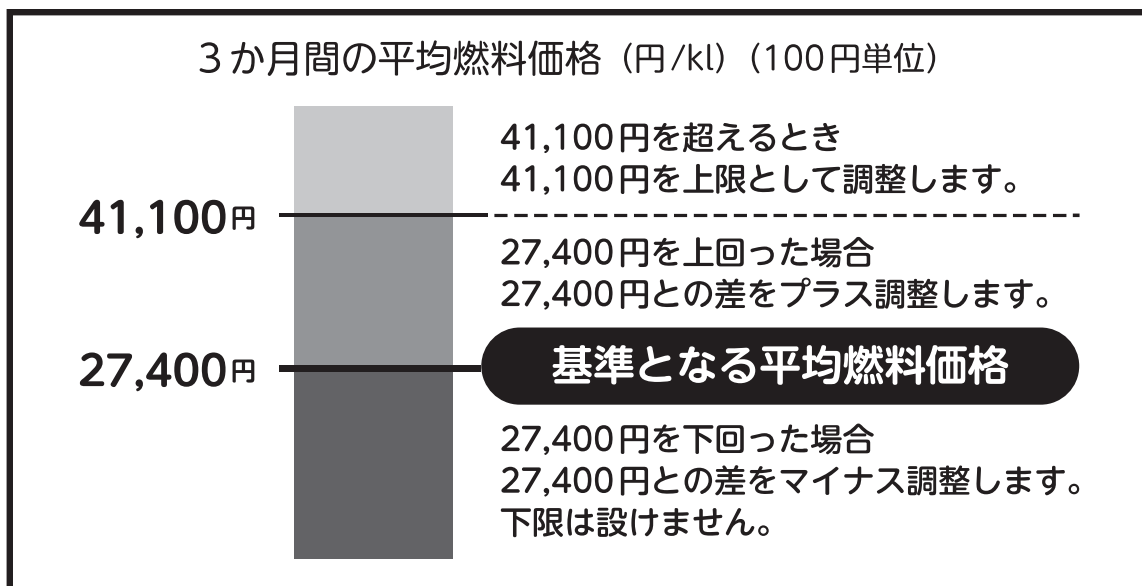 3か月間の平均燃料価格（円/kl）（100円単位）
41,100円を超えるとき
41,100円を上限として調整します。
41,100円
27,400円を上回った場合
27,400円との差をプラス調整します。
27,400円
基準となる平均燃料価格
27,400円を下回った場合
27,400円との差をマイナス調整します。
下限は設けません。